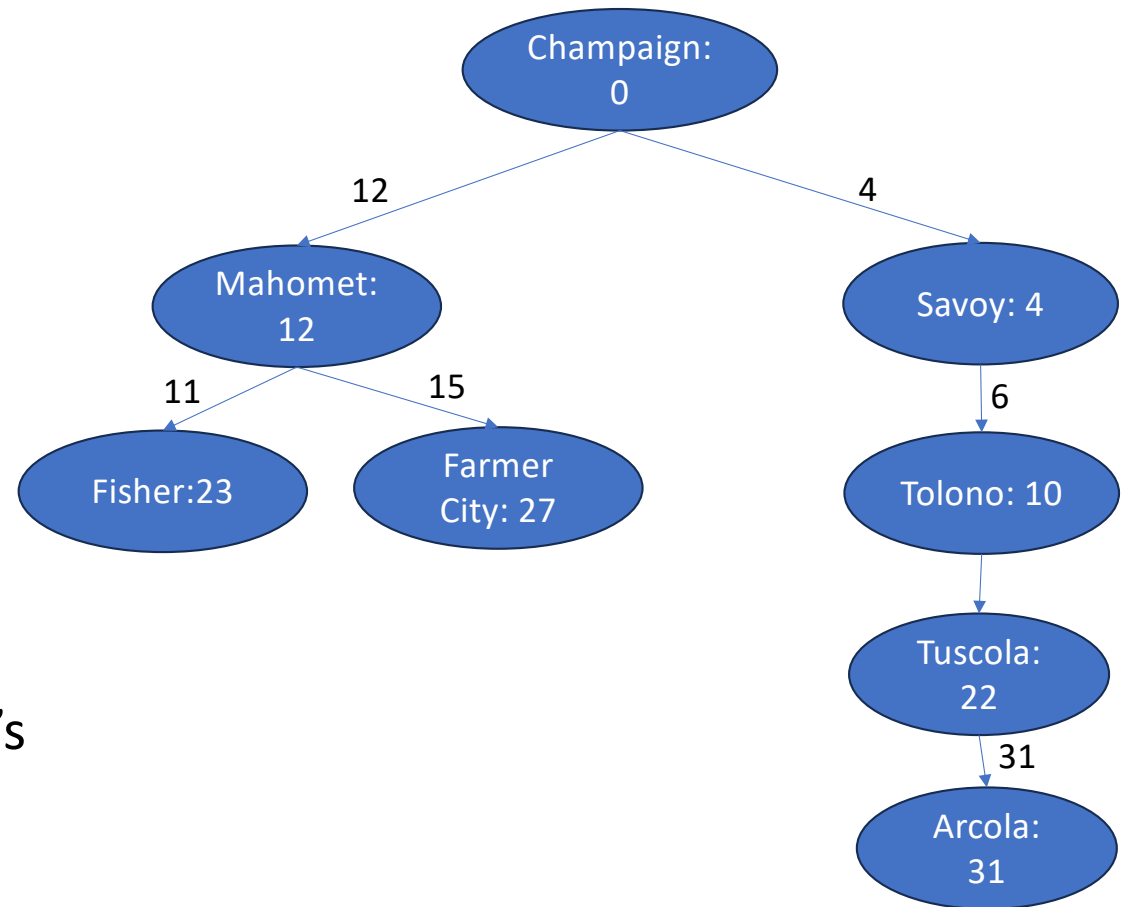 Champaign:
0
12
4
Mahomet:
12
Savoy: 4
11
15
6
Fisher:23
Farmer
City: 27
Tolono: 10
Tuscola:
22
's
31
Arcola:
31